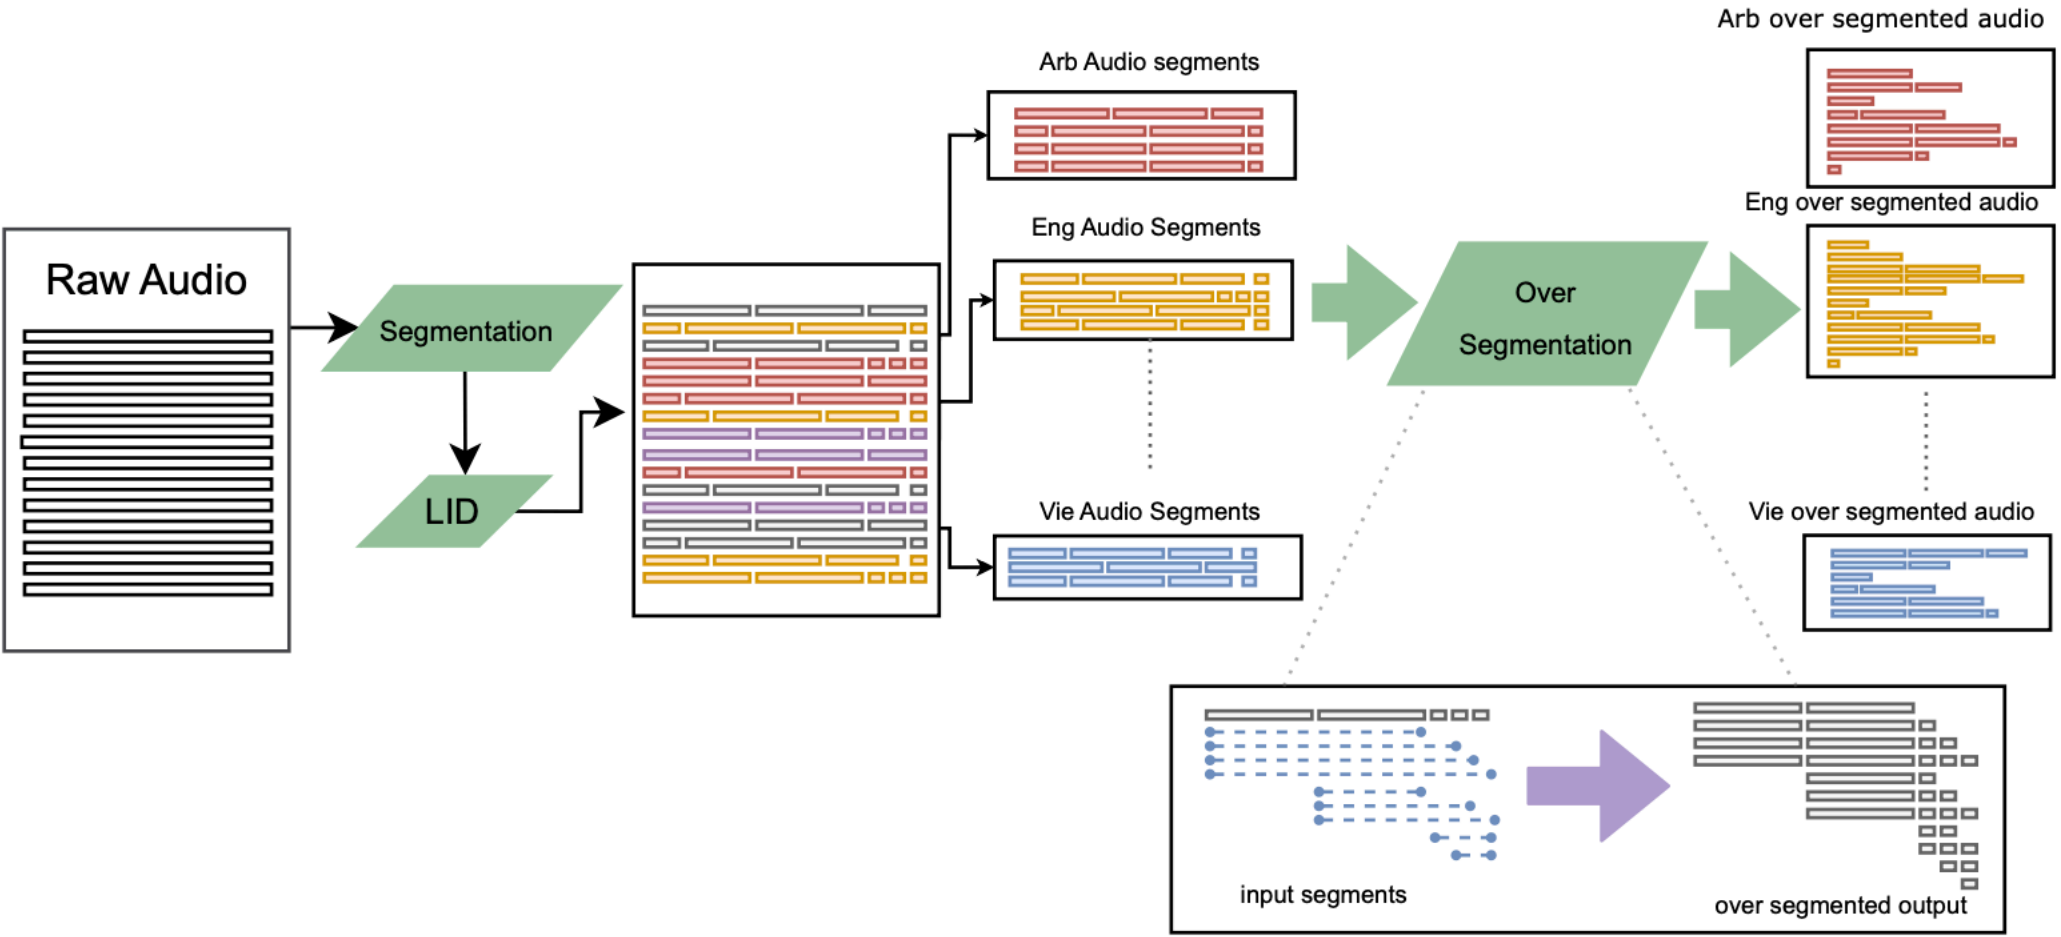 Raw Audio
Segmentation
LID
Arb Audio segments
Eng Audio Segments
Vie Audio Segments
Over
Segmentation
Arb over segmented audio
Eng over segmented audio
Vie over segmented audio
input segments
over segmented output